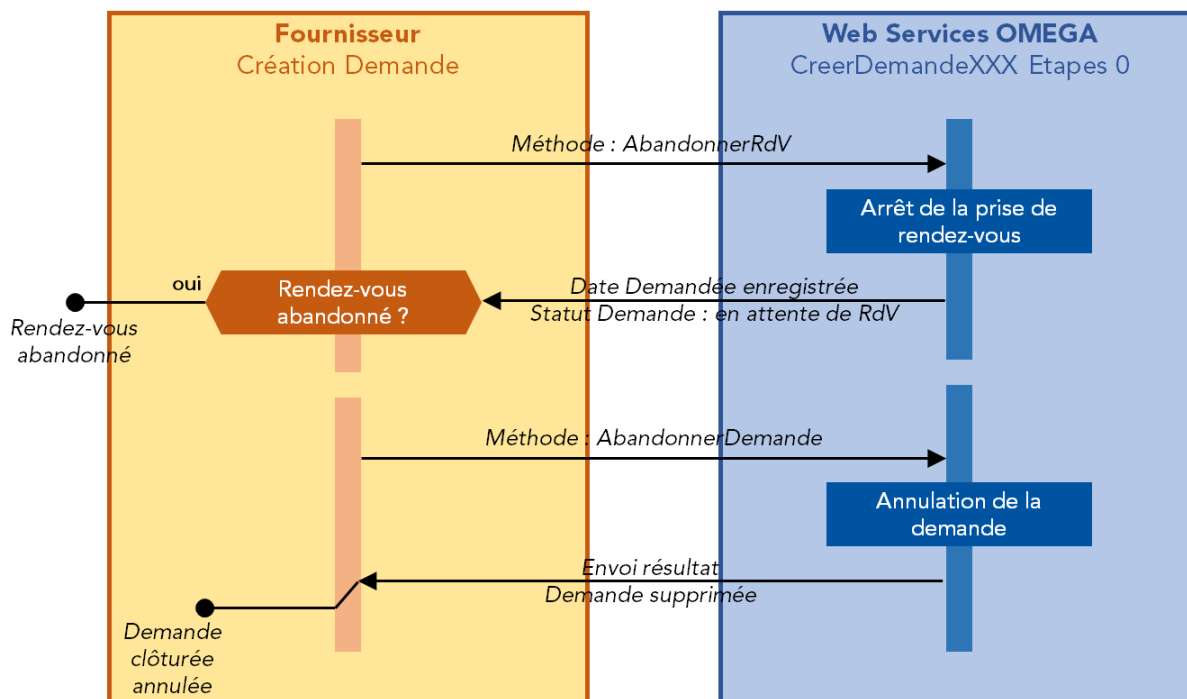 Fournisseur
Création Demande
Web Services OMEGA
CreerDemandeXXX Etapes 0
Méthode : AbandonnerRdV
Arrêt de la prise de
rendez-vous
oui
Rendez-vous
abandonné ?
Date Demandée enregistrée
Statut Demande : en attente de RdV
Rendez-vous
abandonné
Méthode : AbandonnerDemande
Annulation de la
demande
Envoi résultat
Demande supprimée
Demande
clôturée
annulée